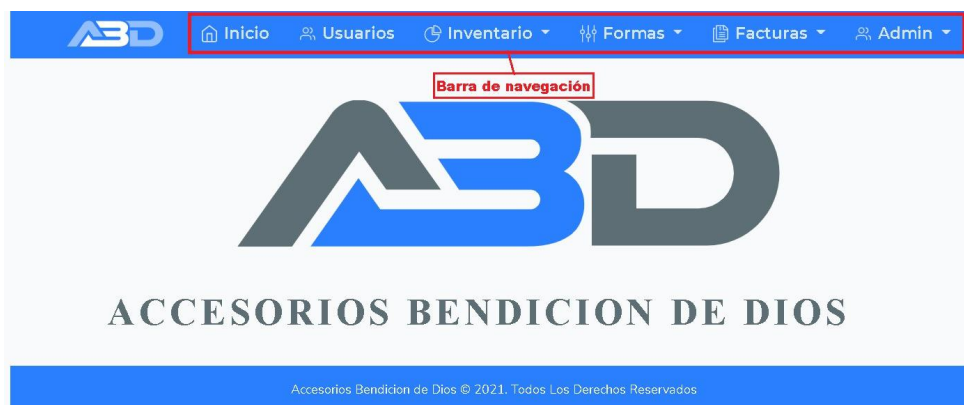 ABD Inicio Usuarios Inventario Formas Facturas Admin
Barra de navegación
ABD
ACCESORIOS BENDICION DE DIOS
Accesorios Bendicion de Dios © 2021. Todos Los Derechos Reservados